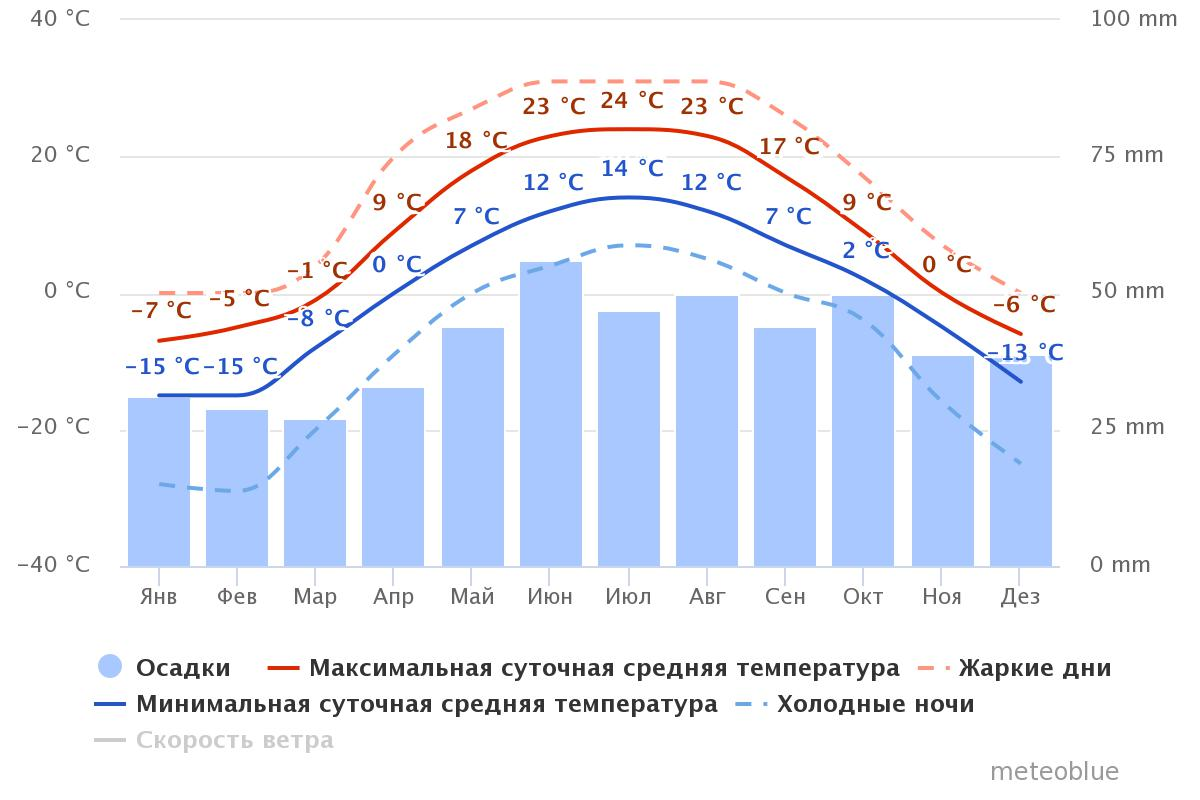 40 °C
100 mm
23 °C 24 °C 23 °C
18 °C
17 °C
20 °C
75 mm
14 °C
12 °C
12 °C
9 °C
9 °C
7 °C
7 °C
2 °C
0 °C
0 °C
−1 °C
0 °C
50 mm
−5 °C
−6 °C
−7 °C
−8 °C
−13 °C
−15 °C −15 °C
−20 °C
25 mm
−40 °C
0 mm
Янв Фев Мар Апр Май Июн Июл Авг Сен Окт Ноя Дез
Осадки Максимальная суточная средняя температура Жаркие дни
Минимальная суточная средняя температура Холодные ночи
Скорость ветра
meteoblue